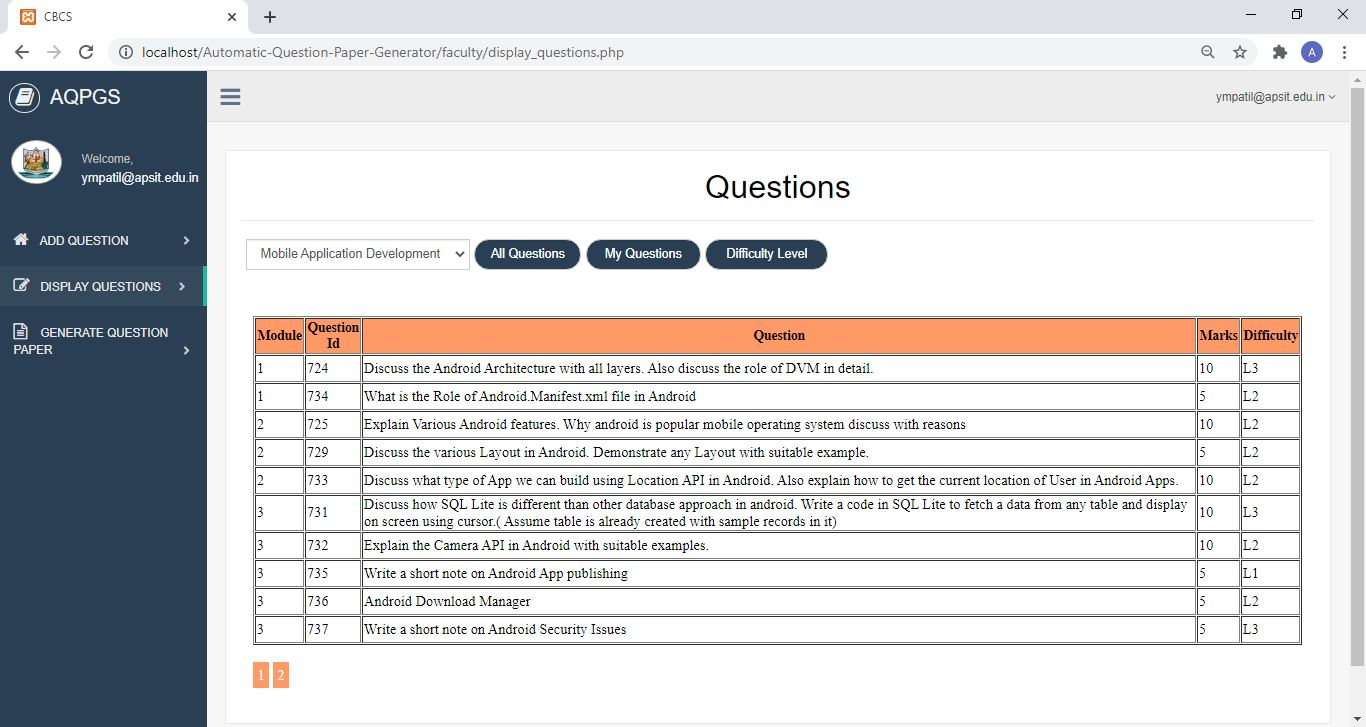 CBCS
localhost/Automatic-Question-Paper-Generator/faculty/display_questions.php
A
AQPGS
ympatil@apsit.edu.in
Welcome,
ympatil@apsit.edu.in
ADD QUESTION
DISPLAY QUESTIONS
GENERATE QUESTION
PAPER
Questions
Mobile Application Development All Questions My Questions Difficulty Level
Module Question Id Question Marks Difficulty
1 724 Discuss the Android Architecture with all layers. Also discuss the role of DVM in detail. 10 L3
1 734 What is the Role of Android.Manifest.xml file in Android 5 L2
2 725 Explain Various Android features. Why android is popular mobile operating system discuss with reasons 10 L2
2 729 Discuss the various Layout in Android. Demonstrate any Layout with suitable example. 5 L2
2 733 Discuss what type of App we can build using Location API in Android. Also explain how to get the current location of User in Android Apps. 10 L2
3 731 Discuss how SQL Lite is different than other database approach in android. Write a code in SQL Lite to fetch a data from any table and display
on screen using cursor.( Assume table is already created with sample records in it) 10 L3
3 732 Explain the Camera API in Android with suitable examples. 10 L2
3 735 Write a short note on Android App publishing 5 L1
3 736 Android Download Manager 5 L2
3 737 Write a short note on Android Security Issues 5 L3
1 2